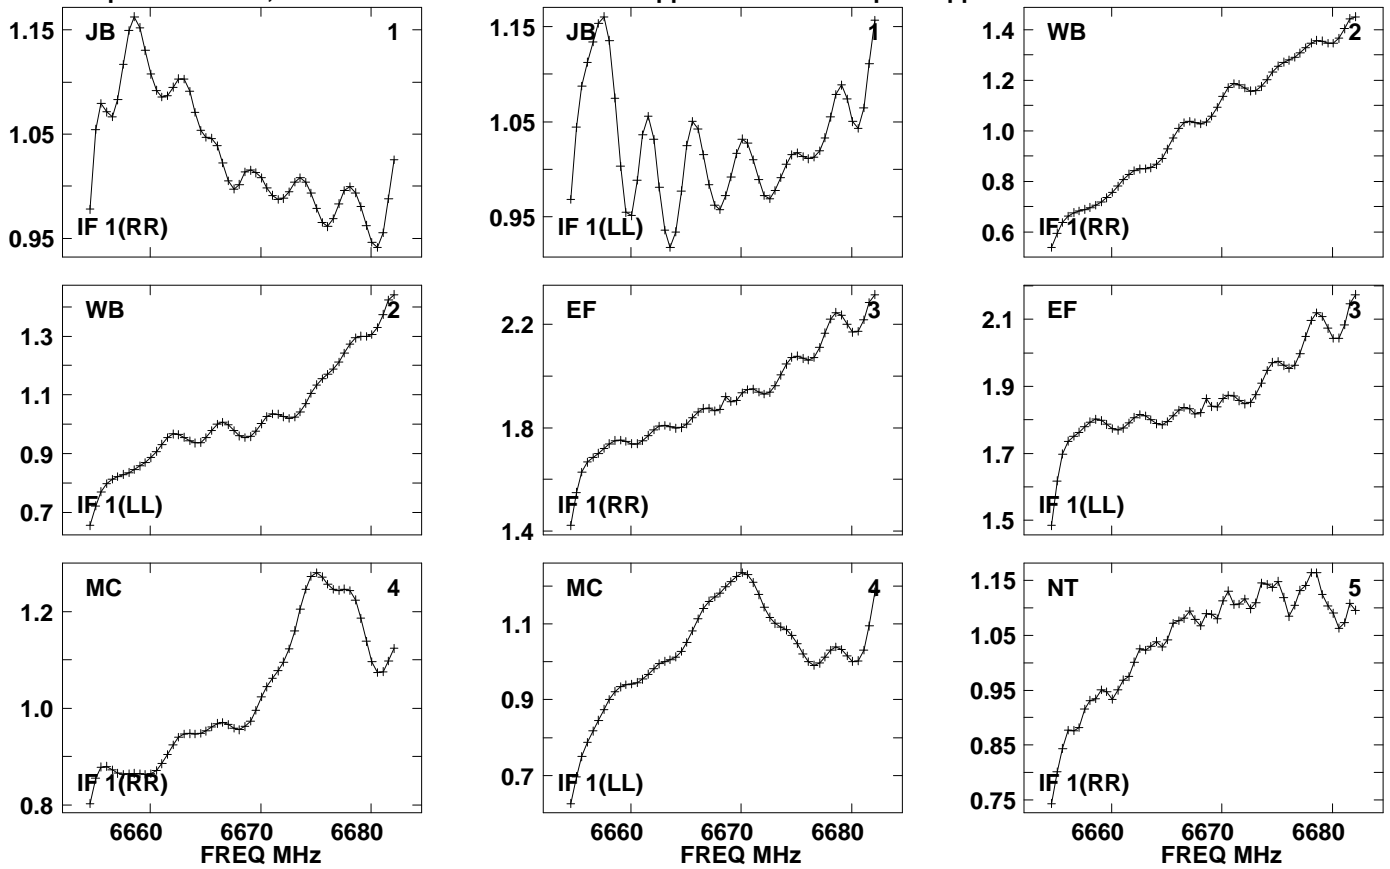 JB 1
1.15
1.05
0.95
IF 1(RR)
JB 1
1.15
1.05
0.95
IF 1(LL)
WB 2
1.4
1.2
1.0
0.8
0.6
IF 1(RR)
WB 2
1.3
1.1
0.9
0.7
IF 1(LL)
EF 3
2.2
1.8
1.4
IF 1(RR)
EF 3
2.1
1.9
1.7
1.5
IF 1(LL)
MC 4
1.2
1.0
0.8
IF 1(RR)
6660 6670 6680
FREQ MHz
MC 4
1.1
0.9
0.7
IF 1(LL)
6660 6670 6680
FREQ MHz
NT 5
1.15
1.05
0.95
0.85
0.75
IF 1(RR)
6660 6670 6680
FREQ MHz